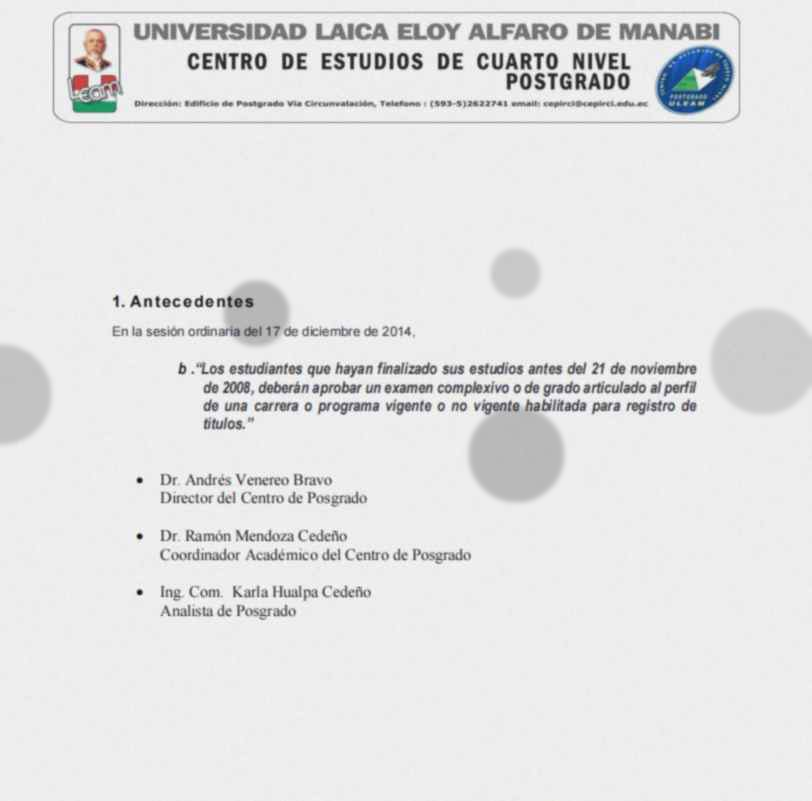 UNIVERSIDAD LAICA ELOY ALFARO DE MANABI
CENTRO DE ESTUDIOS DE CUARTO NIVEL
POSTGRADO
Dirección: Edificio de Postgrado Via Circunvalación, Telefono : (593-5)2622741 email: cepirci@cepirci.edu.ec
Uleam
POSTGRADO
ULEAM
1. Antecedentes
En la sesión ordinaria del 17 de diciembre de 2014,
b ."Los estudiantes que hayan finalizado sus estudios antes del 21 de noviembre
de 2008, deberán aprobar un examen complexivo o de grado articulado al perfil
de una carrera o programa vigente o no vigente habilitada para registro de
títulos."
• Dr. Andrés Venereo Bravo
Director del Centro de Posgrado
• Dr. Ramón Mendoza Cedeño
Coordinador Académico del Centro de Posgrado
• Ing. Com. Karla Hualpa Cedeño
Analista de Posgrado